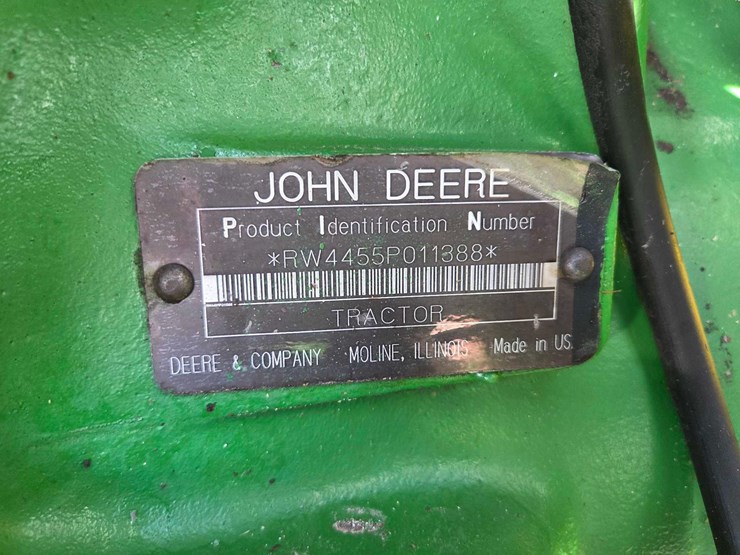 JOHN DEERE
Product Identification Number
*RW4455P011388*
TRACTOR
DEERE & COMPANY MOLINE, ILLINOIS Made in US